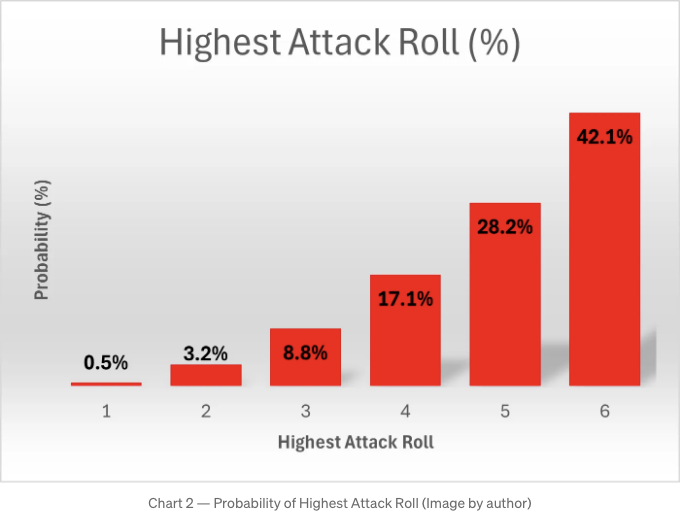 Highest Attack Roll (%)
Probability (%)
42.1%
28.2%
17.1%
8.8%
3.2%
0.5%
1 2 3 4 5 6
Highest Attack Roll
Chart 2 — Probability of Highest Attack Roll (Image by author)